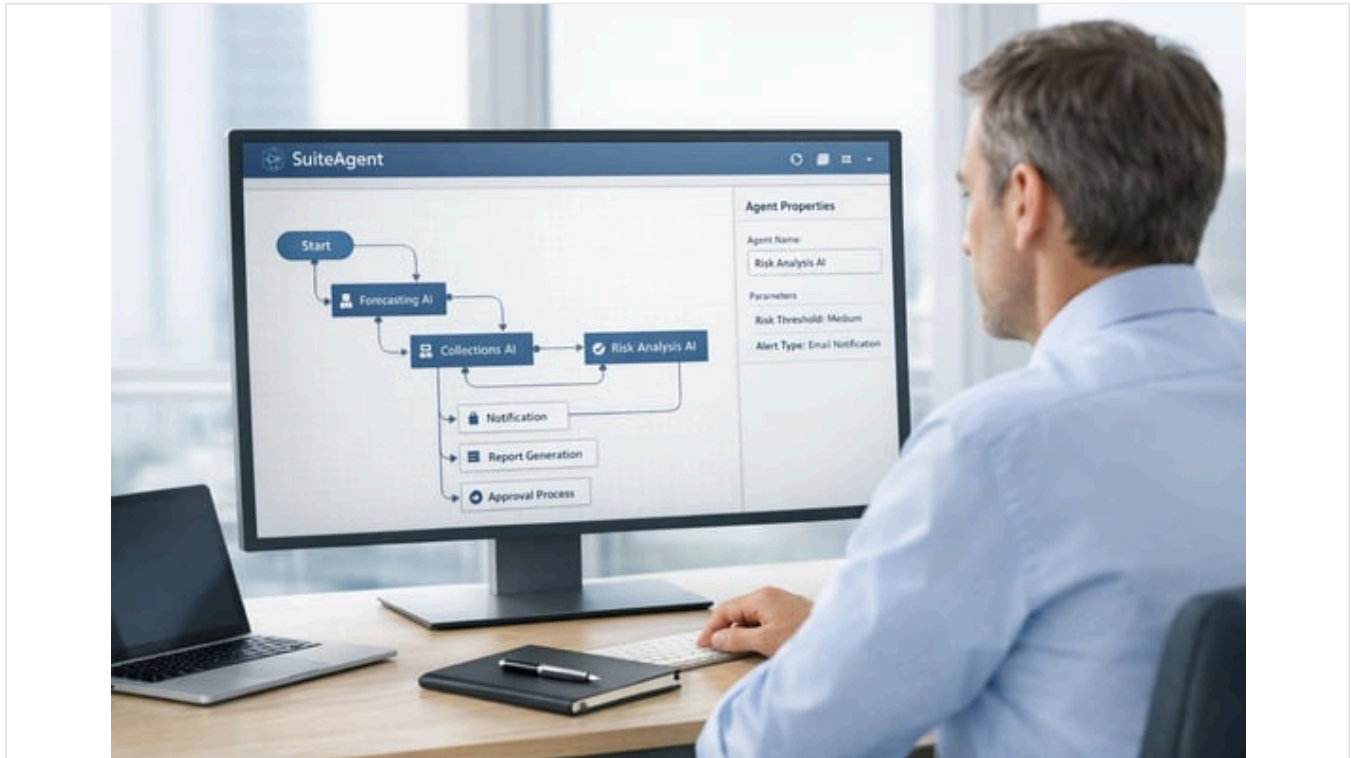 SuiteAgent
Start
Forecasting AI
Collections AI
Risk Analysis AI
Notification
Report Generation
Approval Process
Agent Properties
Agent Name
Risk Analysis AI
Parameters
Risk Threshold: Medium
Alert Type: Email Notification